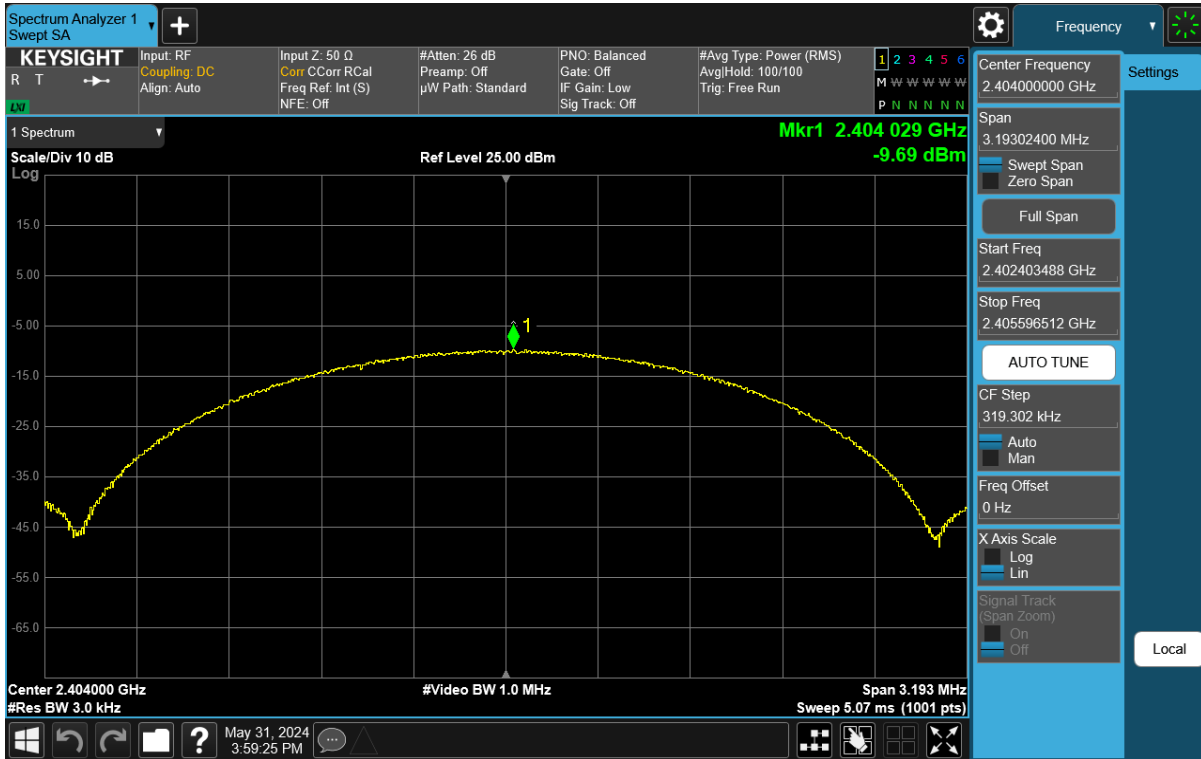 Spectrum Analyzer 1
Swept SA
Frequency
KEYSIGHT
R T
LXI
Input: RF
Coupling: DC
Align: Auto
Input Z: 50 Ω
Corr CCorr RCal
Freq Ref: Int (S)
NFE: Off
#Atten: 26 dB
Preamp: Off
µW Path: Standard
PNO: Balanced
Gate: Off
IF Gain: Low
Sig Track: Off
#Avg Type: Power (RMS)
Avg|Hold: 100/100
Trig: Free Run
1 2 3 4 5 6
M W W W W W
P N N N N N
1 Spectrum
Mkr1 2.404 029 GHz
Scale/Div 10 dB
Ref Level 25.00 dBm
-9.69 dBm
Log
15.0
5.00
-5.00
-15.0
-25.0
-35.0
-45.0
-55.0
-65.0
1
Center 2.404000 GHz
#Video BW 1.0 MHz
Span 3.193 MHz
#Res BW 3.0 kHz
Sweep 5.07 ms (1001 pts)
May 31, 2024
3:59:25 PM
?
Center Frequency
2.404000000 GHz
Settings
Span
3.19302400 MHz
Swept Span
Zero Span
Full Span
Start Freq
2.402403488 GHz
Stop Freq
2.405596512 GHz
AUTO TUNE
CF Step
319.302 kHz
Auto
Man
Freq Offset
0 Hz
X Axis Scale
Log
Lin
Signal Track
(Span Zoom)
On
Off
Local